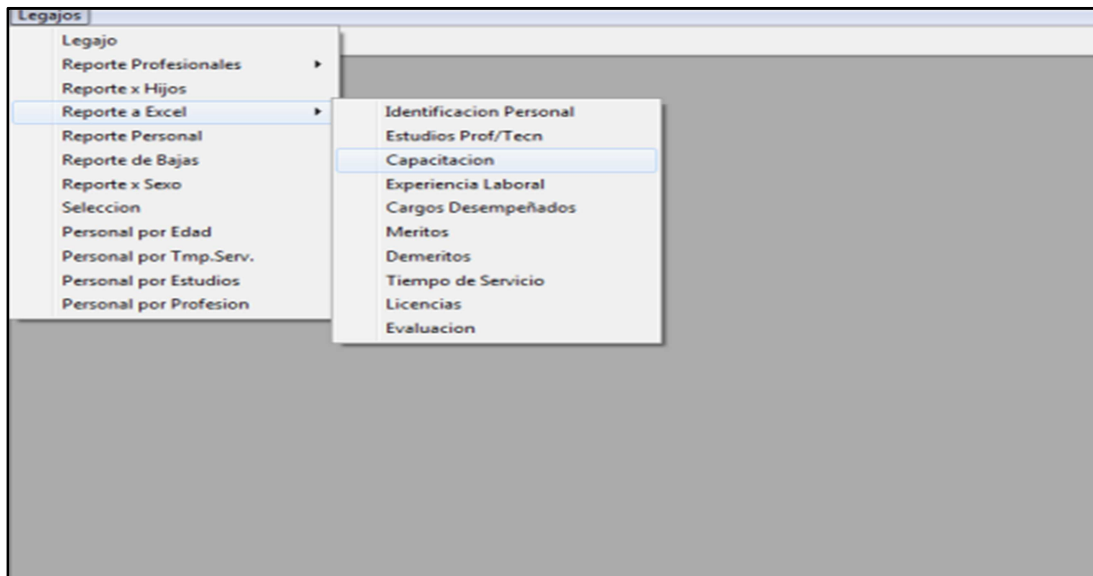 Legajos
Legajo
Reporte Profesionales
Reporte x Hijos
Reporte a Excel
Reporte Personal
Reporte de Bajas
Reporte x Sexo
Seleccion
Personal por Edad
Personal por Tmp.Serv.
Personal por Estudios
Personal por Profesion
Identificacion Personal
Estudios Prof/Tecn
Capacitacion
Experiencia Laboral
Cargos Desempeñados
Meritos
Demeritos
Tiempo de Servicio
Licencias
Evaluacion